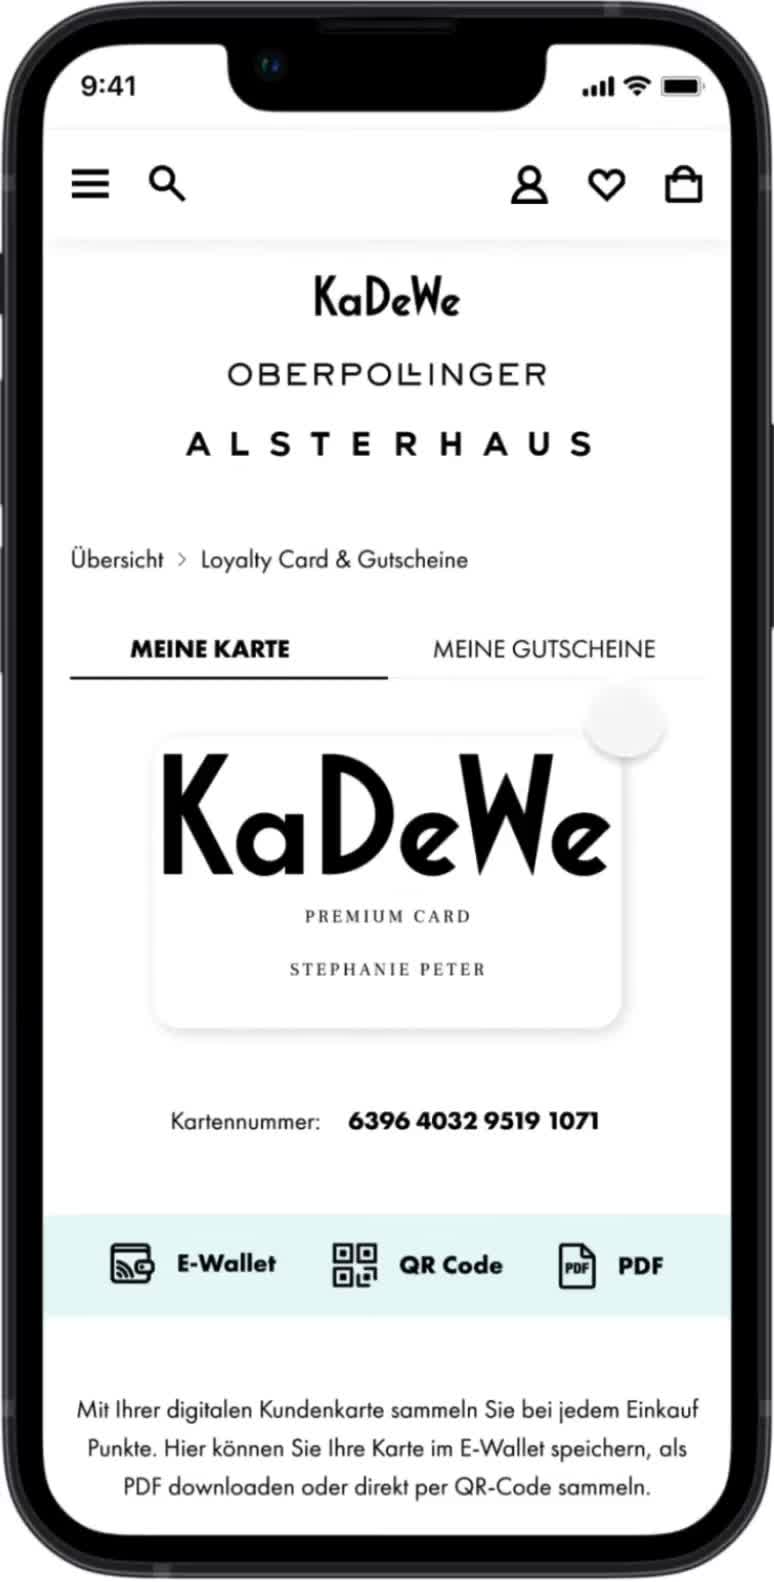 9:41
KaDeWe
OBERPOLLINGER
ALSTERHAUS
Übersicht > Loyalty Card & Gutscheine
MEINE KARTE MEINE GUTSCHEINE
KaDeWe
PREMIUM CARD
STEPHANIE PETER
Kartennummer: 6396 4032 9519 1071
E-Wallet QR Code PDF PDF
Mit Ihrer digitalen Kundenkarte sammeln Sie bei jedem Einkauf
Punkte. Hier können Sie Ihre Karte im E-Wallet speichern, als
PDF downloaden oder direkt per QR-Code sammeln.